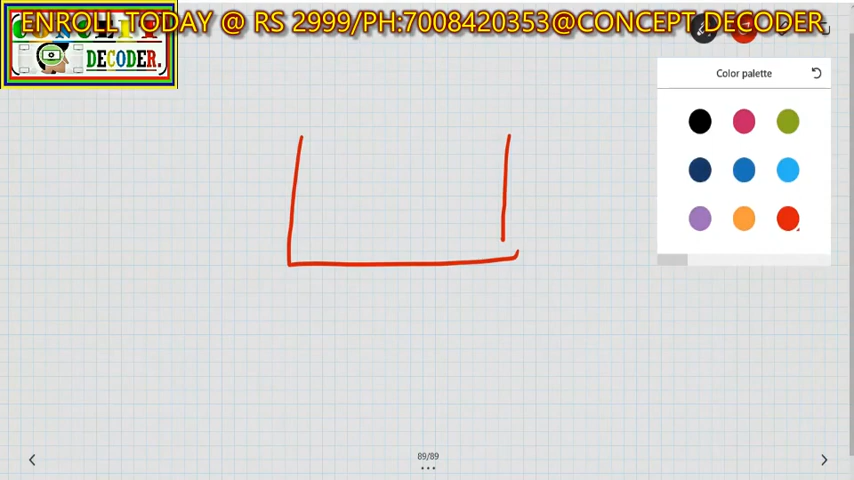 ENROLL TODAY @ RS 2999/PH:7008420353@CONCEPT DECODER.
DECODER.
Color palette
89/89